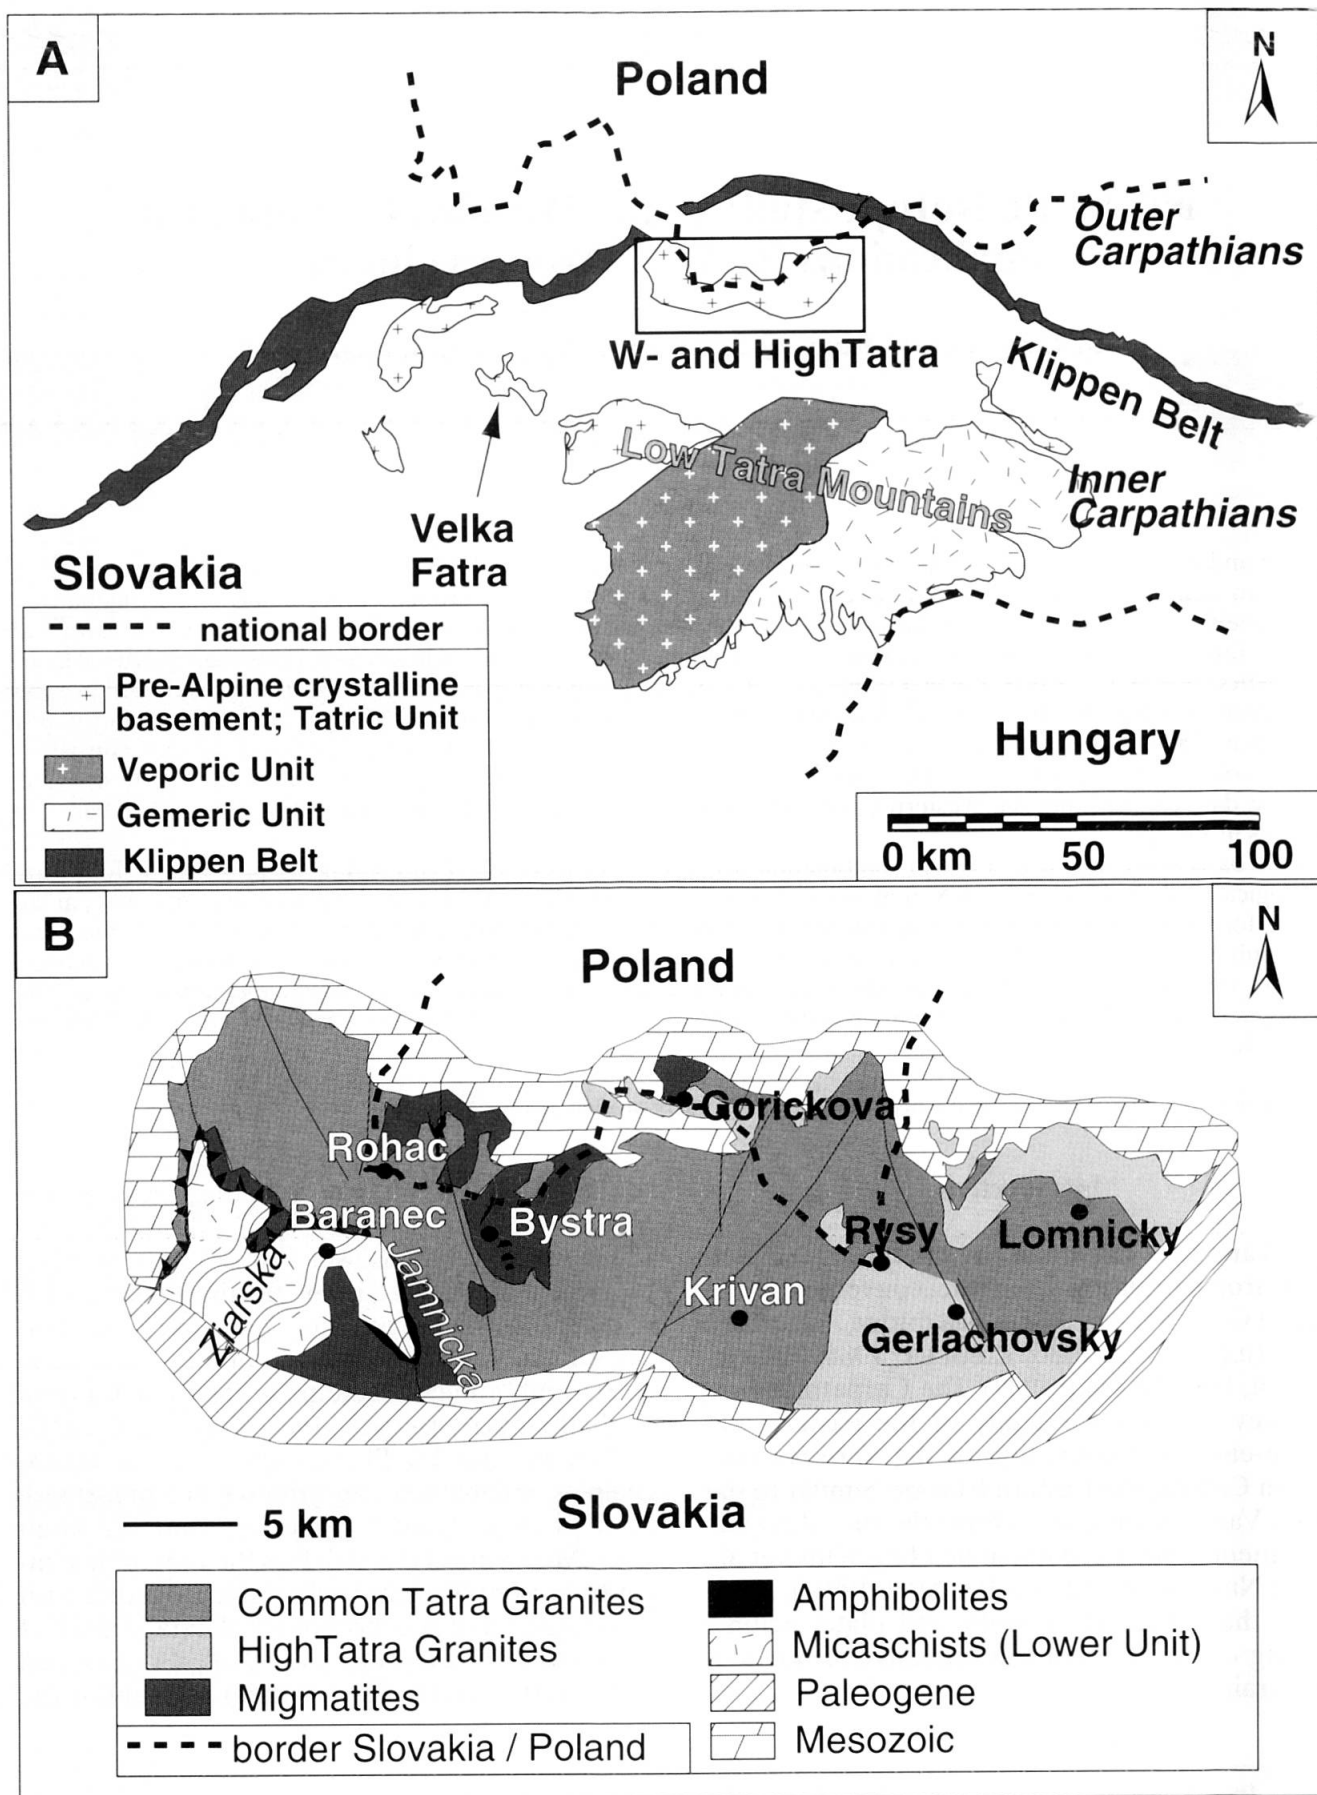 A
N
Poland
Outer
Carpathians
W- and HighTatra
Klippen Belt
Low Tatra Mountains
Inner
Carpathians
Velka
Fatra
Slovakia
national border
Pre-Alpine crystalline
basement; Tatric Unit
Veporic Unit
Gemeric Unit
Klippen Belt
Hungary
0 km 50 100
B
N
Poland
Gorickova
Rohac
Baranec
Bystra
Rysy
Lomnicky
Ziarska
Jamnicka
Krivan
Gerlachovsky
5 km
Slovakia
Common Tatra Granites
HighTatra Granites
Migmatites
border Slovakia / Poland
Amphibolites
Micaschists (Lower Unit)
Paleogene
Mesozoic